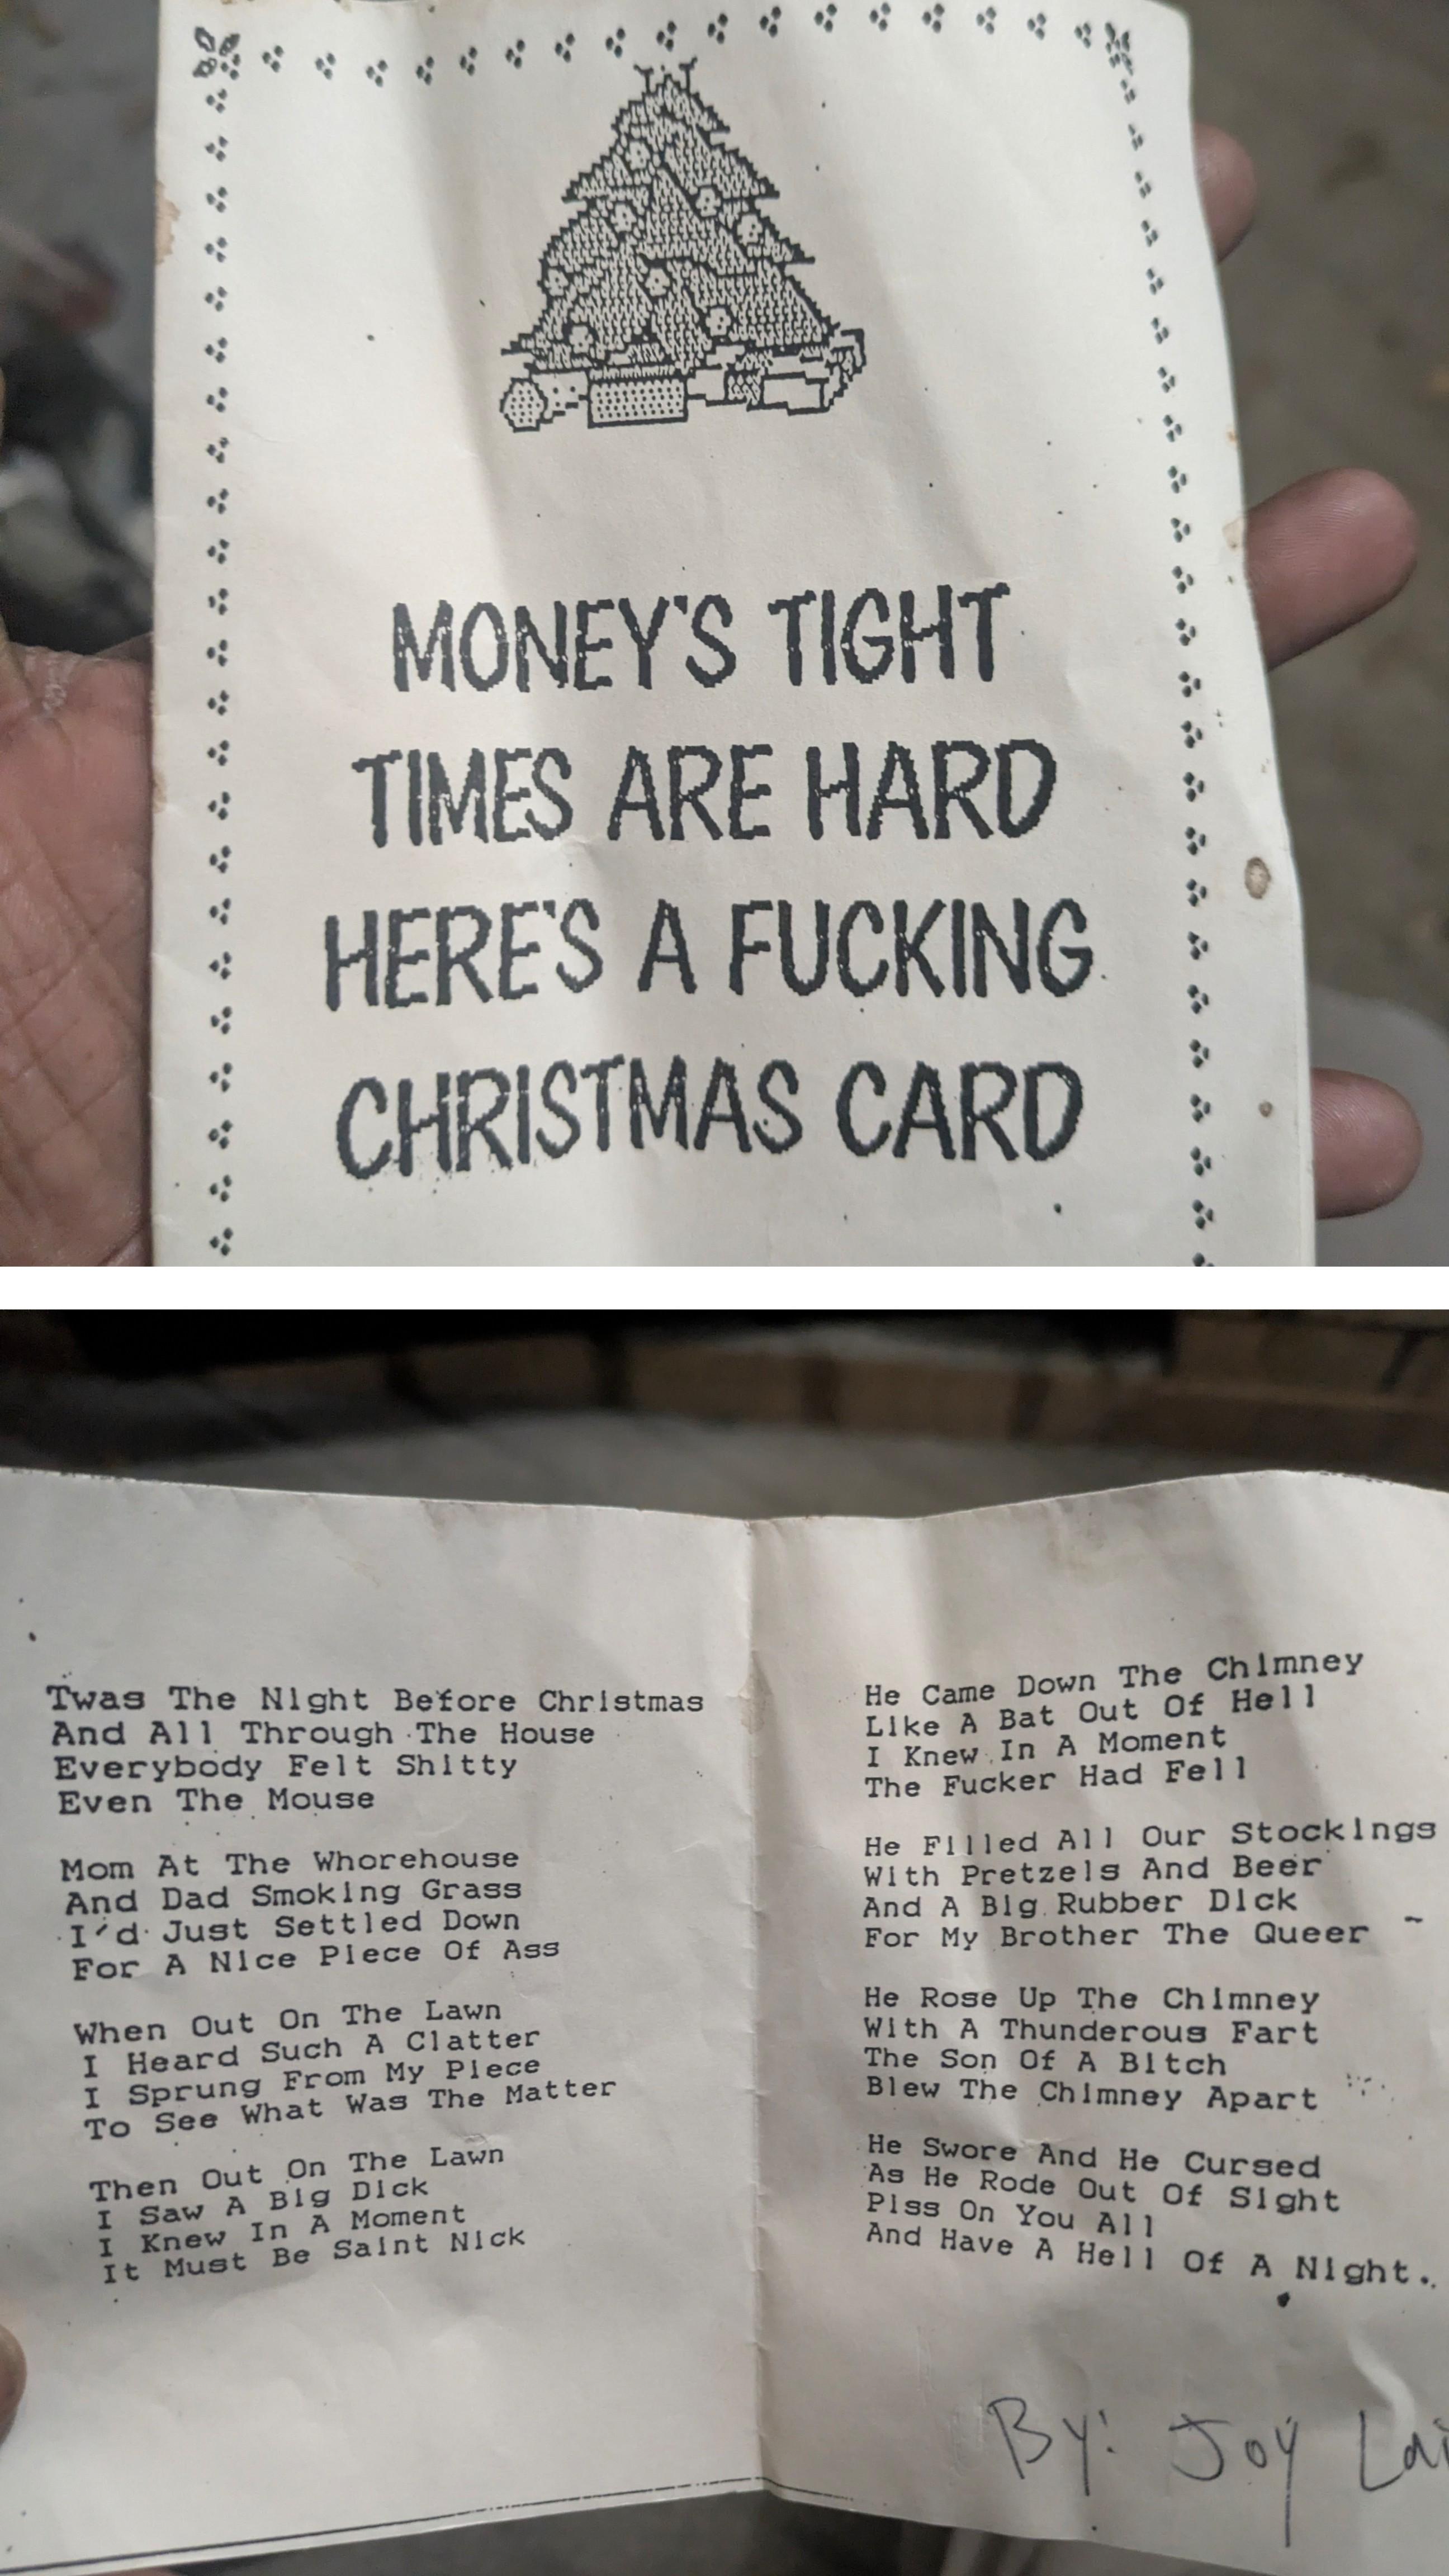 MONEY'S TIGHT
TIMES ARE HARD
HERE'S A FUCKING
CHRISTMAS CARD
Twas The Night Before Christmas
And All Through The House
Everybody Felt Shitty
Even The Mouse
Mom At The Whorehouse
And Dad Smoking Grass
I'd Just Settled Down
For A Nice Piece Of Ass
When Out On The Lawn
I Heard Such A Clatter
I Sprung From My Piece
To See What Was The Matter
Then Out On The Lawn
I Saw A Big Dick
I Knew In A Moment
It Must Be Saint Nick
He Came Down The Chimney
Like A Bat Out Of Hell
I Knew In A Moment
The Fucker Had Fell
He Filled All Our Stockings
With Pretzels And Beer
And A Big Rubber Dick
For My Brother The Queer
He Rose Up The Chimney
With A Thunderous Fart
The Son Of A Bitch
Blew The Chimney Apart
He Swore And He Cursed
As He Rode Out Of Sight
Piss On You All
And Have A Hell Of A Night.
By: Joy